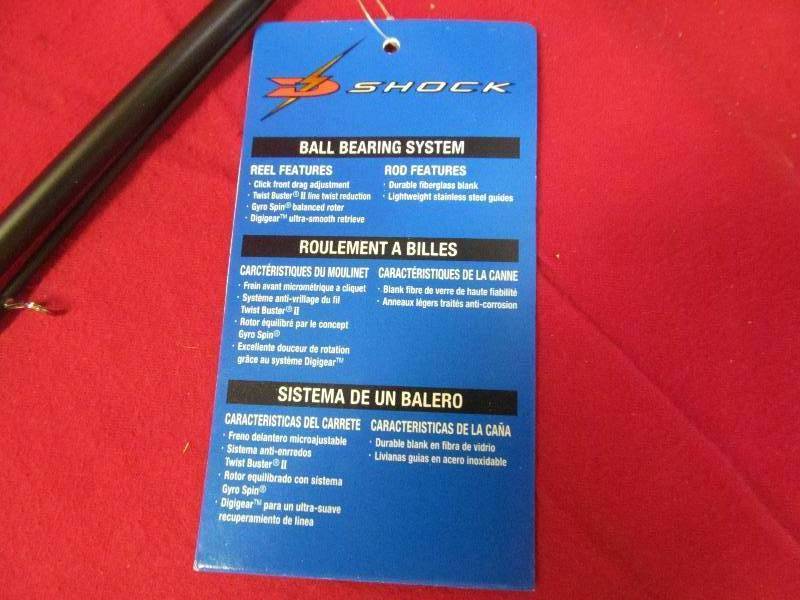 SHOCK
BALL BEARING SYSTEM
REEL FEATURES
· Click front drag adjustment
· Twist Buster® II line twist reduction
· Gyro Spin® balanced roter
· Digigear™ ultra-smooth retrieve
ROD FEATURES
· Durable fiberglass blank
· Lightweight stainless steel guides
ROULEMENT A BILLES
CARCTÉRISTIQUES DU MOULINET
· Frein avant micrométrique a cliquet
· Système anti-vrillage du fil
Twist Buster® II
· Rotor équilibré par le concept
Gyro Spin®
· Excellente douceur de rotation
grâce au système Digigear™
CARACTÉRISTIQUES DE LA CANNE
· Blank fibre de verre de haute fiabilité
· Anneaux légers traités anti-corrosion
SISTEMA DE UN BALERO
CARACTERISTICAS DEL CARRETE
· Freno delantero microajustable
· Sistema anti-enrredos
Twist Buster® II
· Rotor equilibrado con sistema
Gyro Spin®
· Digigear™ para un ultra-suave
recuperamiento de linea
CARACTERISTICAS DE LA CAÑA
· Durable blank en fibra de vidrio
· Livianas guias en acero inoxidable